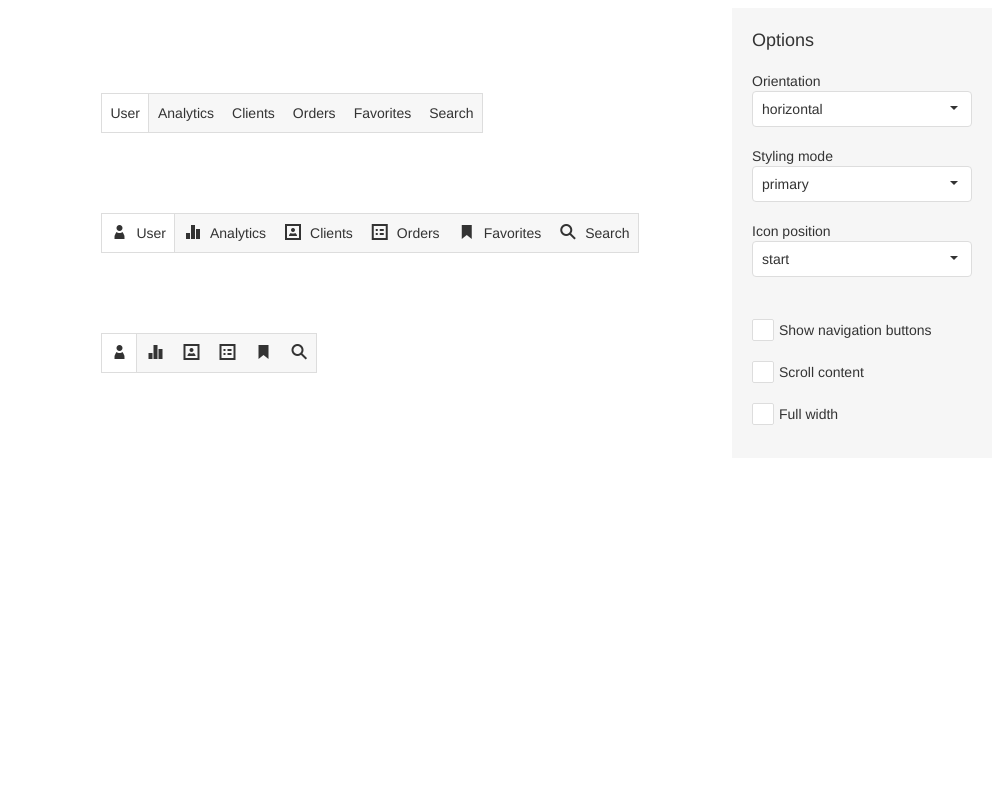 User Analytics Clients Orders Favorites Search
User Analytics Clients Orders Favorites Search
Options
Orientation
horizontal
Styling mode
primary
Icon position
start
Show navigation buttons
Scroll content
Full width